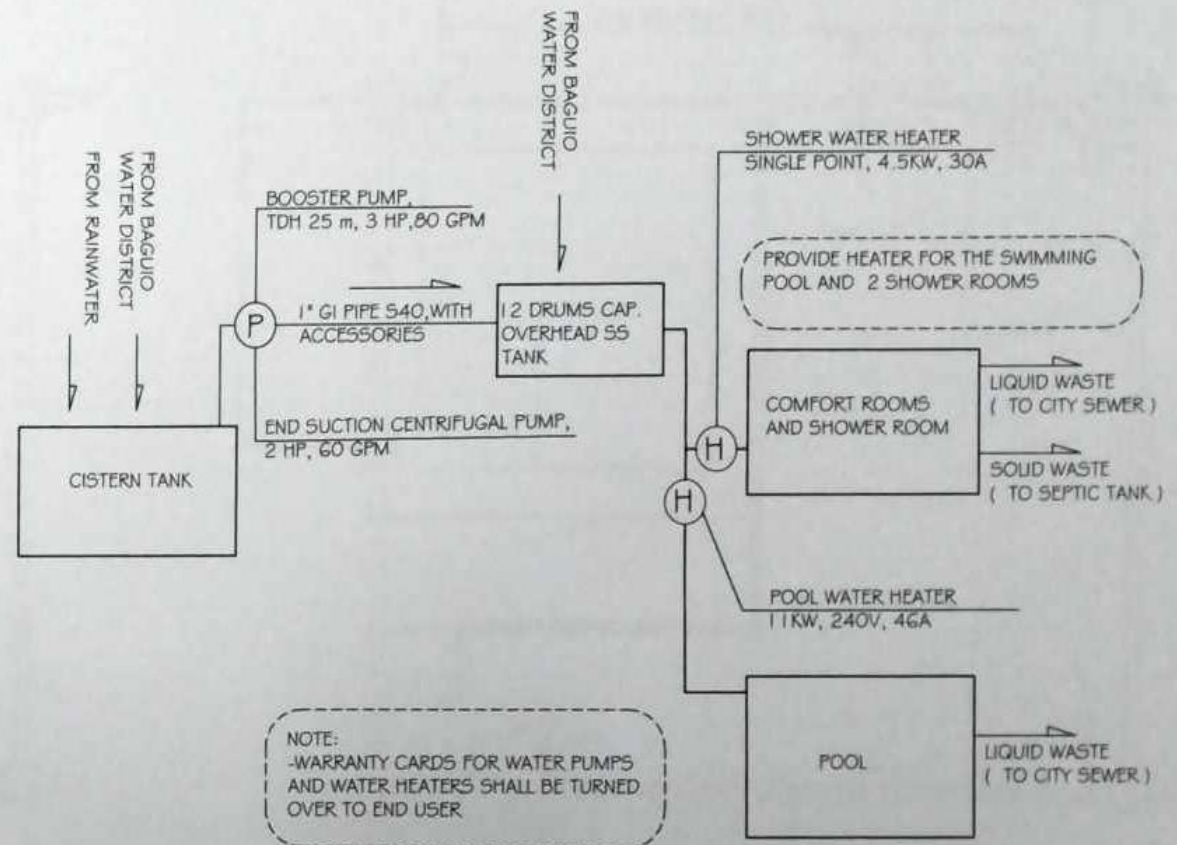 FROM BAGUIO
WATER DISTRICT
FROM BAGUIO
WATER DISTRICT
FROM RAINWATER
BOOSTER PUMP,
TDH 25 m, 3 HP,80 GPM
P
1" GI PIPE S40,WITH
ACCESSORIES
END SUCTION CENTRIFUGAL PUMP,
2 HP, 60 GPM
CISTERN TANK
12 DRUMS CAP.
OVERHEAD SS
TANK
SHOWER WATER HEATER
SINGLE POINT, 4.5KW, 30A
PROVIDE HEATER FOR THE SWIMMING
POOL AND 2 SHOWER ROOMS
H
COMFORT ROOMS
AND SHOWER ROOM
LIQUID WASTE
( TO CITY SEWER )
SOLID WASTE
( TO SEPTIC TANK )
H
POOL WATER HEATER
11KW, 240V, 46A
POOL
LIQUID WASTE
( TO CITY SEWER )
NOTE:
-WARRANTY CARDS FOR WATER PUMPS
AND WATER HEATERS SHALL BE TURNED
OVER TO END USER